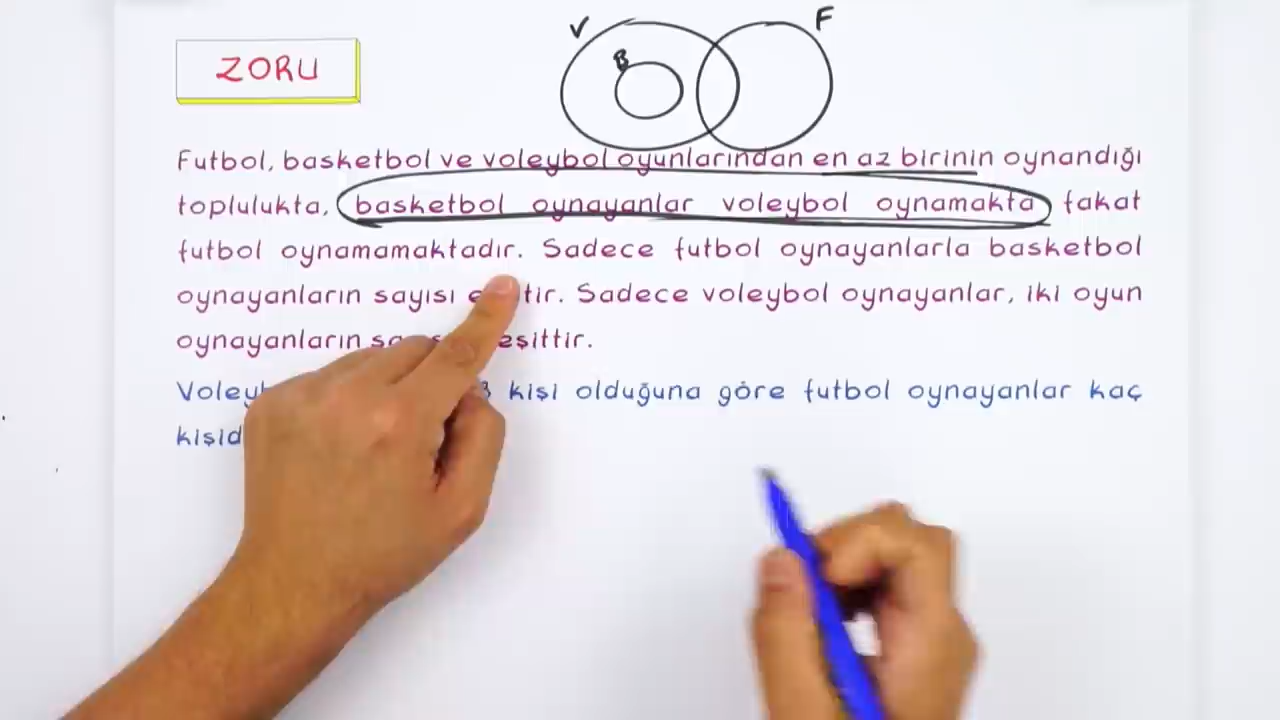 V F
B
ZORU
Futbol, basketbol ve voleybol oyunlarından en az birinin oynandığı
toplulukta, basketbol oynayanlar voleybol oynamakta fakat
futbol oynamamaktadır. Sadece futbol oynayanlarla basketbol
oynayanların sayısı Sadece voleybol oynayanlar, iki oyun
oynayanların eşittir.
kişi olduğuna göre futbol oynayanlar kaç